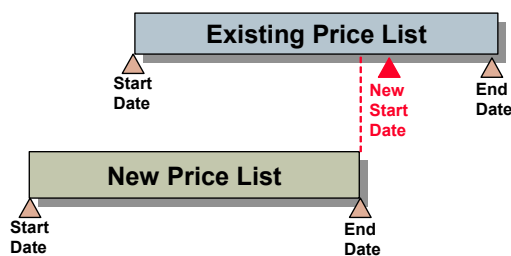 Existing Price List
Start
Date
New
Start
Date
End
Date
New Price List
Start
Date
End
Date